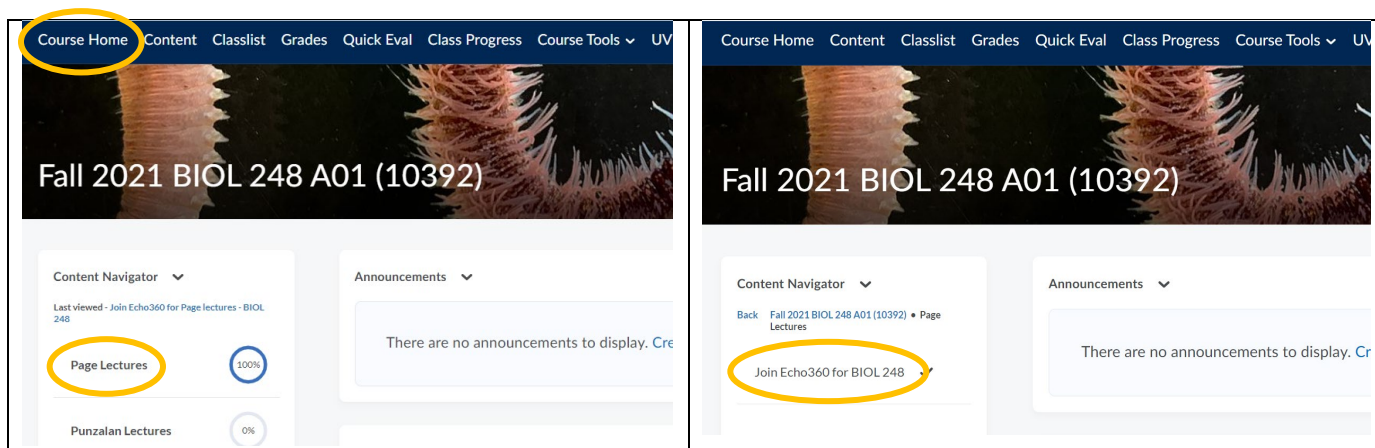 Course Home Content Classlist Grades Quick Eval Class Progress Course Tools
Fall 2021 BIOL 248 A01 (10392)
Content Navigator
Last viewed - Join Echo360 for Page lectures - BIOL
248
Page Lectures
100%
Punzalan Lectures
0%
Announcements
There are no announcements to display.
Course Home Content Classlist Grades Quick Eval Class Progress Course Tools
Fall 2021 BIOL 248 A01 (10392)
Content Navigator
Back Fall 2021 BIOL 248 A01 (10392) • Page
Lectures
Join Echo360 for BIOL 248
Announcements
There are no announcements to display.